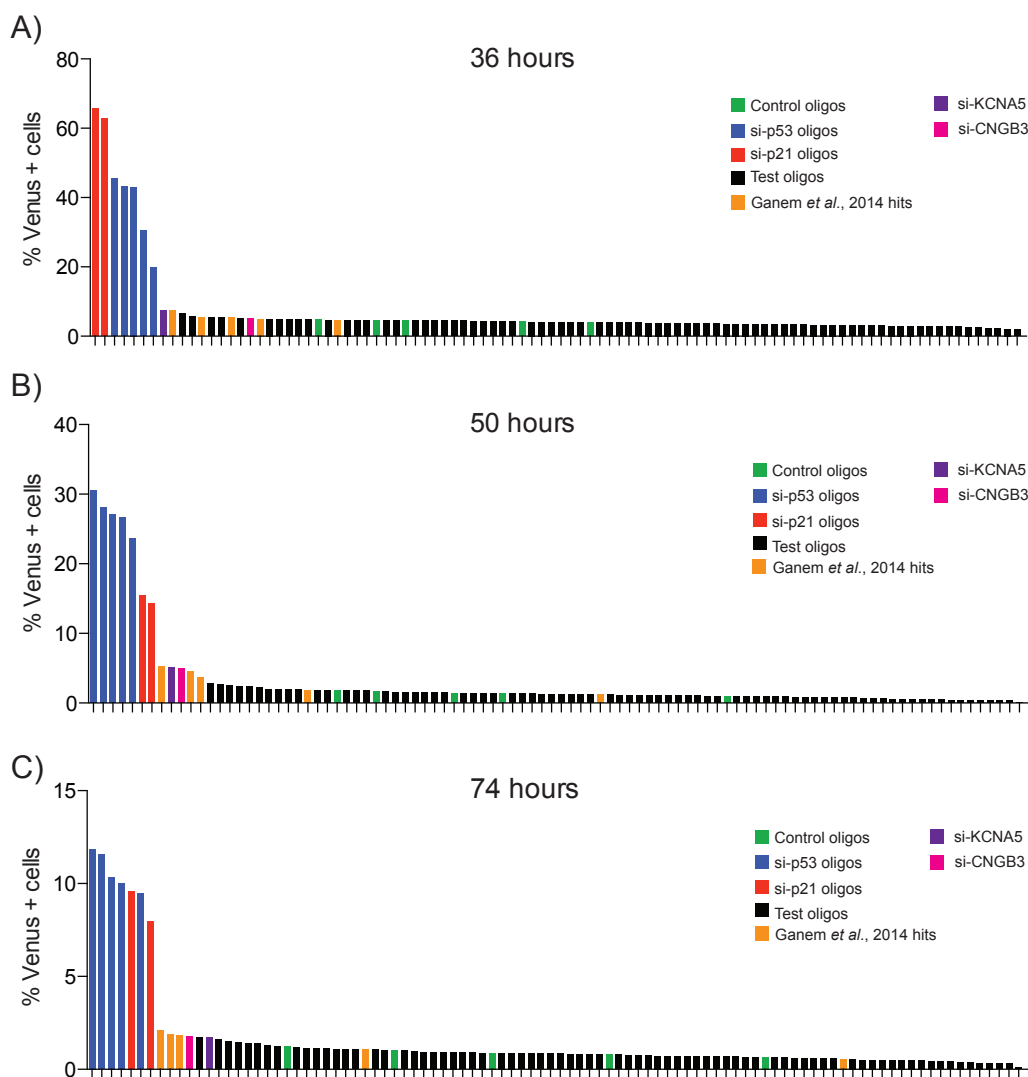 A)
36 hours
80
60
40
20
0
% Venus + cells
Control oligos
si-p53 oligos
si-p21 oligos
Test oligos
Ganem et al., 2014 hits
si-KCNA5
si-CNGB3
B)
50 hours
40
30
20
10
0
% Venus + cells
Control oligos
si-p53 oligos
si-p21 oligos
Test oligos
Ganem et al., 2014 hits
si-KCNA5
si-CNGB3
C)
74 hours
15
10
5
0
% Venus + cells
Control oligos
si-p53 oligos
si-p21 oligos
Test oligos
Ganem et al., 2014 hits
si-KCNA5
si-CNGB3